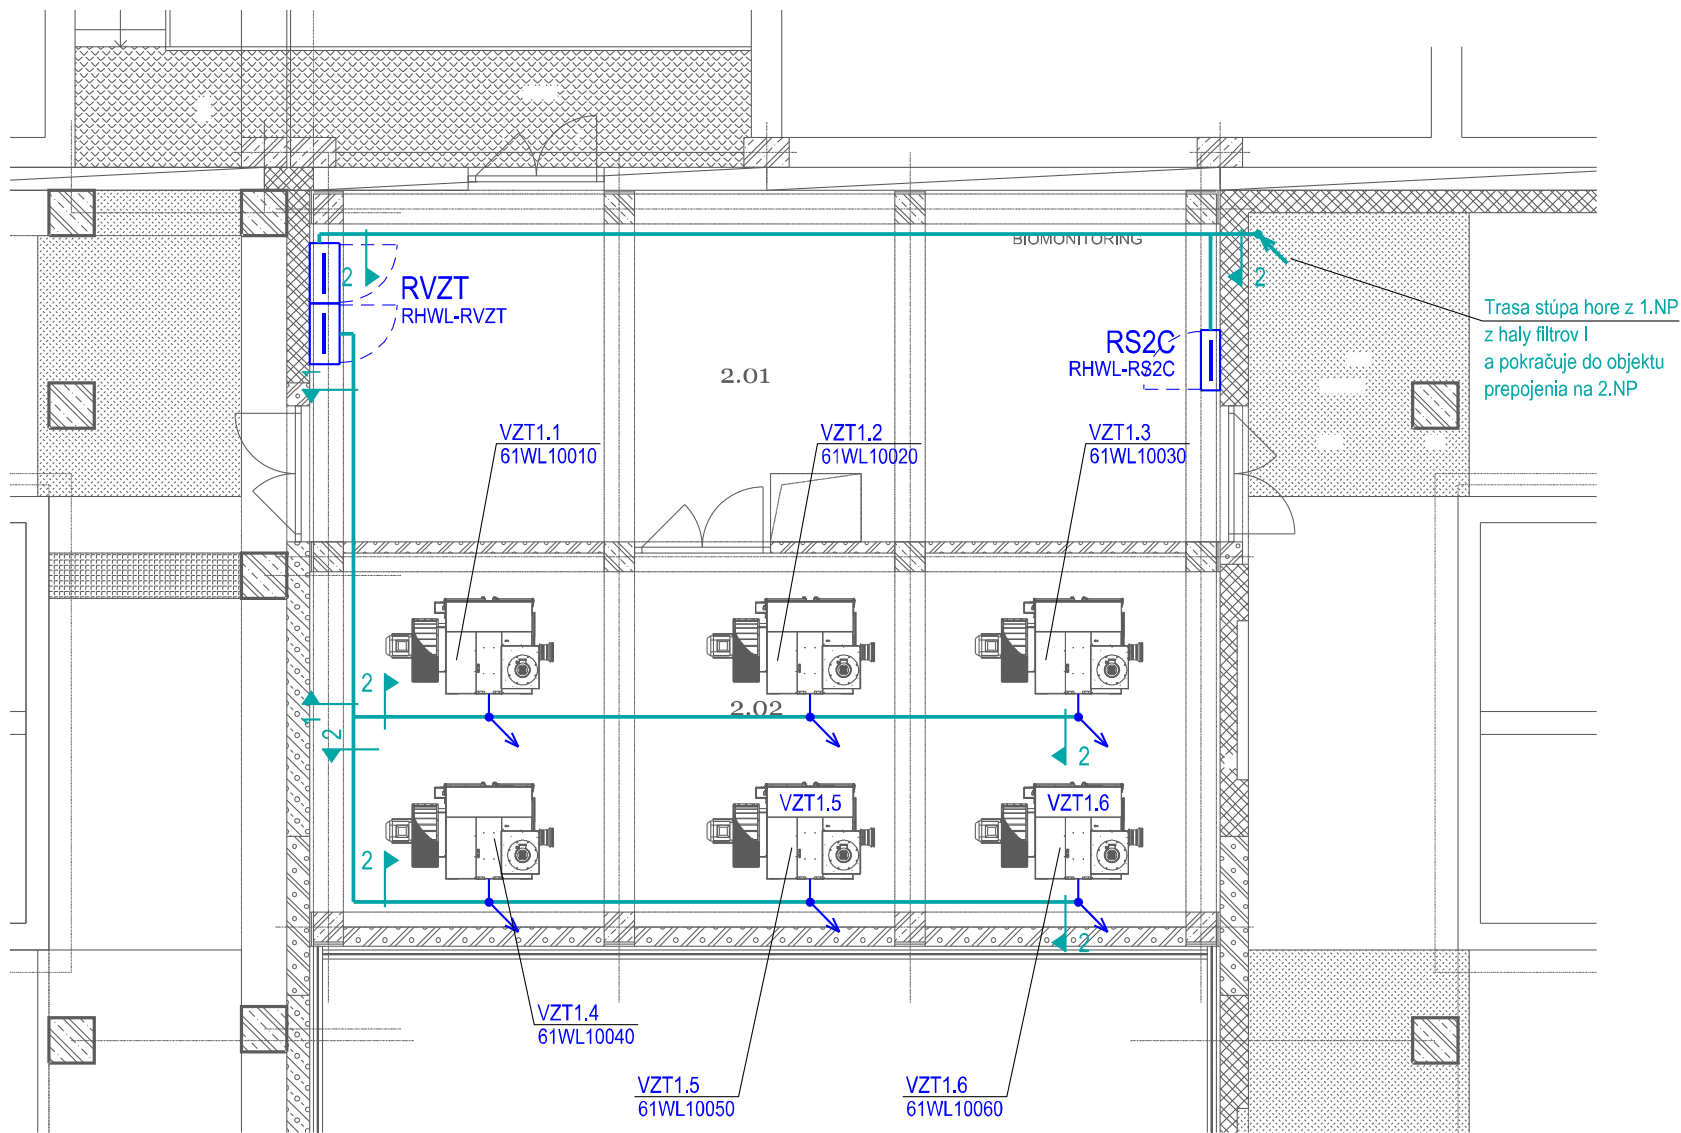 BIOMONITORING
2
2
RVZT
RHWL-RVZT
Trasa stúpa hore z 1.NP
z haly filtrov I
a pokračuje do objektu
prepojenia na 2.NP
RS2C
RHWL-RS2C
2.01
VZT1.1
61WL10010
VZT1.2
61WL10020
VZT1.3
61WL10030
2
2.02
2
2
VZT1.5
VZT1.6
2
2
VZT1.4
61WL10040
VZT1.5
61WL10050
VZT1.6
61WL10060